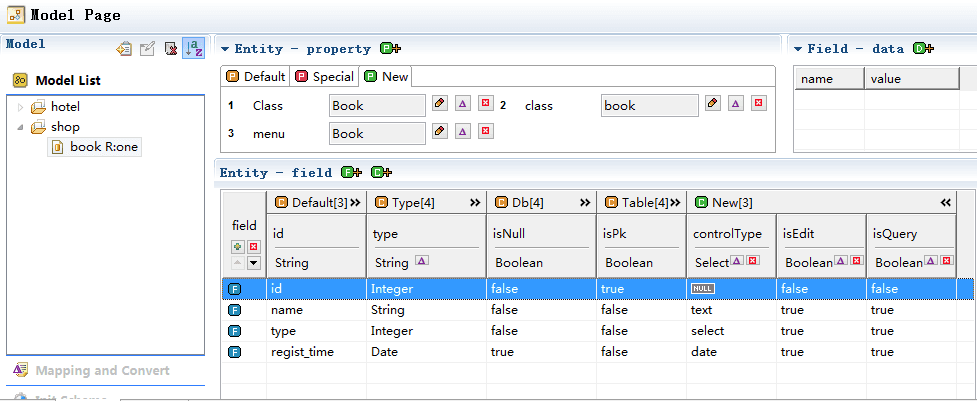 Model Page
Model
Model List
hotel
shop
book R:one
Mapping and Convert
Init Scheme
Entity - property
Default Special New
1 Class Book 2 class book
3 menu Book
Field - data
name value
Entity - field
field Default[3] Type[4] Db[4] Table[4] New[3]
id type isNull isPk controlType isEdit isQuery
String String Boolean Boolean Select Boolean Boolean
id Integer false true NULL false false
name String false false text true true
type Integer false false select true true
regist_time Date true false date true true